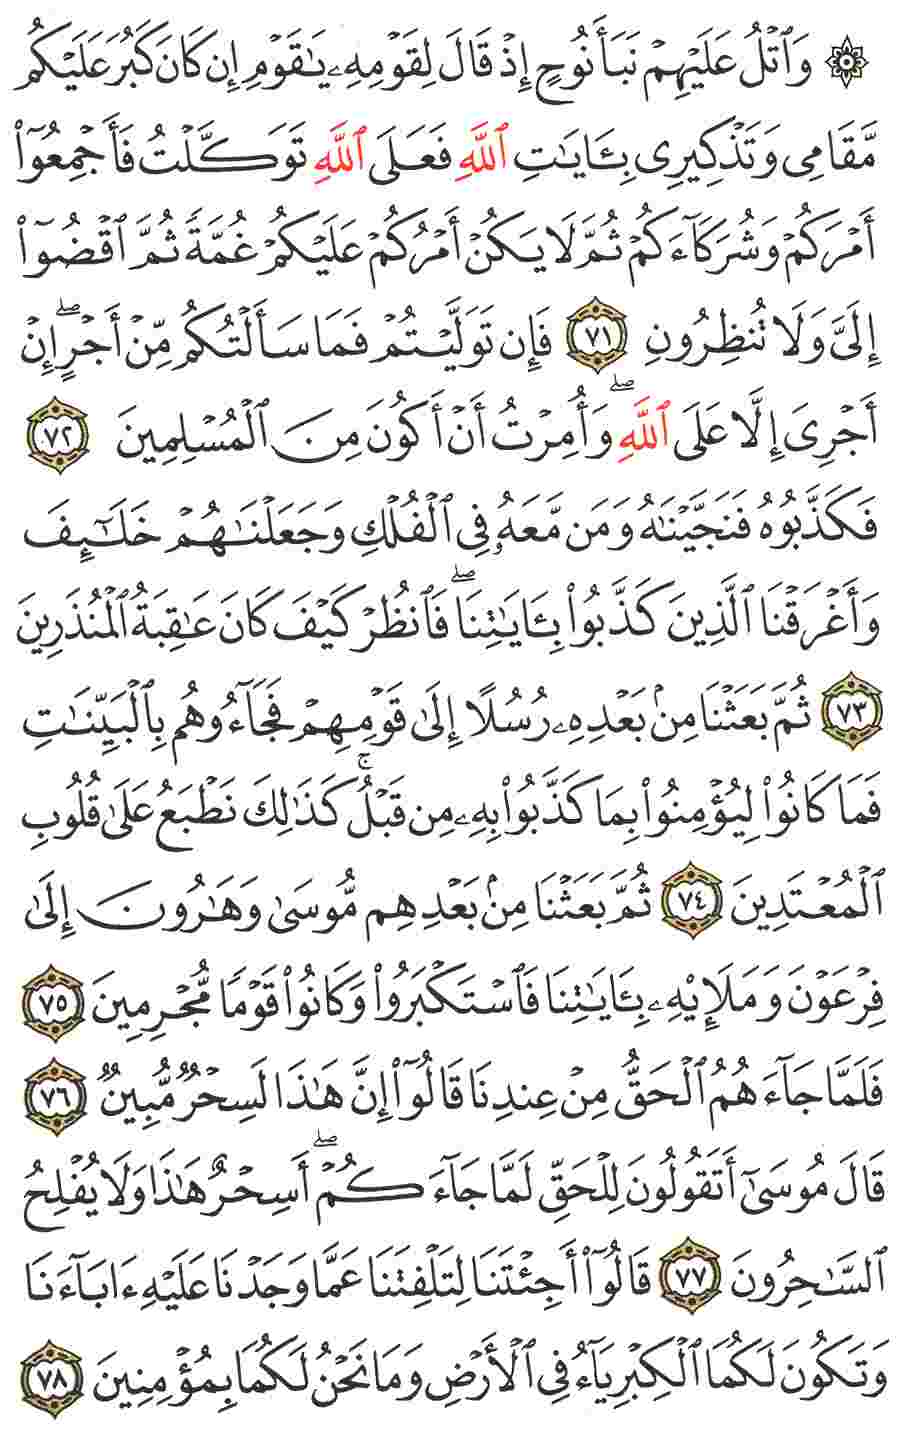 ۞ وَٱتۡلُ عَلَيۡهِمۡ نَبَأَ نُوحٍ إِذۡ قَالَ لِقَوۡمِهِۦ يَٰقَوۡمِ إِن كَانَ كَبُرَ عَلَيۡكُم
مَّقَامِي وَتَذۡكِيرِي بِـَٔايَٰتِ ٱللَّهِ فَعَلَى ٱللَّهِ تَوَكَّلۡتُ فَأَجۡمِعُوٓاْ
أَمۡرَكُمۡ وَشُرَكَآءَكُمۡ ثُمَّ لَا يَكُنۡ أَمۡرُكُمۡ عَلَيۡكُمۡ غُمَّةٗ ثُمَّ ٱقۡضُوٓاْ
إِلَيَّ وَلَا تُنظِرُونِ ٧١ فَإِن تَوَلَّيۡتُمۡ فَمَا سَأَلۡتُكُم مِّنۡ أَجۡرٍۖ إِنۡ
أَجۡرِيَ إِلَّا عَلَى ٱللَّهِۖ وَأُمِرۡتُ أَنۡ أَكُونَ مِنَ ٱلۡمُسۡلِمِينَ ٧٢
فَكَذَّبُوهُ فَنَجَّيۡنَٰهُ وَمَن مَّعَهُۥ فِي ٱلۡفُلۡكِ وَجَعَلۡنَٰهُمۡ خَلَٰٓئِفَ
وَأَغۡرَقۡنَا ٱلَّذِينَ كَذَّبُواْ بِـَٔايَٰتِنَاۖ فَٱنظُرۡ كَيۡفَ كَانَ عَٰقِبَةُ ٱلۡمُنذَرِينَ
٧٣ ثُمَّ بَعَثۡنَا مِنۢ بَعۡدِهِۦ رُسُلًا إِلَىٰ قَوۡمِهِمۡ فَجَآءُوهُم بِٱلۡبَيِّنَٰتِ
فَمَا كَانُواْ لِيُؤۡمِنُواْ بِمَا كَذَّبُواْ بِهِۦ مِن قَبۡلُۚ كَذَٰلِكَ نَطۡبَعُ عَلَىٰ قُلُوبِ
ٱلۡمُعۡتَدِينَ ٧٤ ثُمَّ بَعَثۡنَا مِنۢ بَعۡدِهِم مُّوسَىٰ وَهَٰرُونَ إِلَىٰ
فِرۡعَوۡنَ وَمَلَإِيْهِۦ بِـَٔايَٰتِنَا فَٱسۡتَكۡبَرُواْ وَكَانُواْ قَوۡمٗا مُّجۡرِمِينَ ٧٥
فَلَمَّا جَآءَهُمُ ٱلۡحَقُّ مِنۡ عِندِنَا قَالُوٓاْ إِنَّ هَٰذَا لَسِحۡرٞ مُّبِينٞ ٧٦
قَالَ مُوسَىٰٓ أَتَقُولُونَ لِلۡحَقِّ لَمَّا جَآءَكُمۡۖ أَسِحۡرٌ هَٰذَا وَلَا يُفۡلِحُ
ٱلسَّٰحِرُونَ ٧٧ قَالُوٓاْ أَجِئۡتَنَا لِتَلۡفِتَنَا عَمَّا وَجَدۡنَا عَلَيۡهِ ءَابَآءَنَا
وَتَكُونَ لَكُمَا ٱلۡكِبۡرِيَآءُ فِي ٱلۡأَرۡضِ وَمَا نَحۡنُ لَكُمَا بِمُؤۡمِنِينَ ٧٨